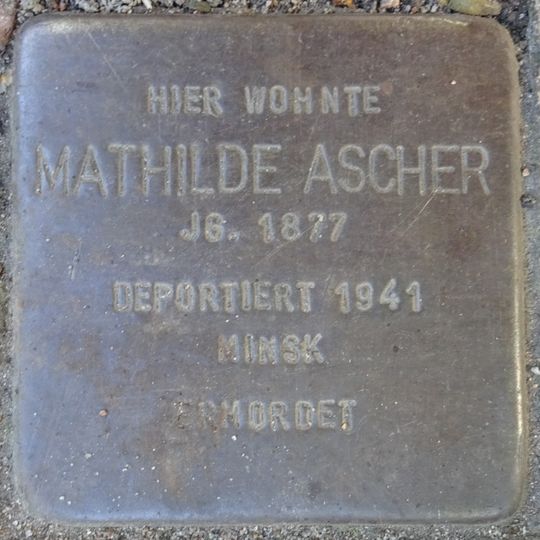 HIER WOHNTE
MATHILDE ASCHER
JG. 1877
DEPORTIERT 1941
MINSK
ERMORDET